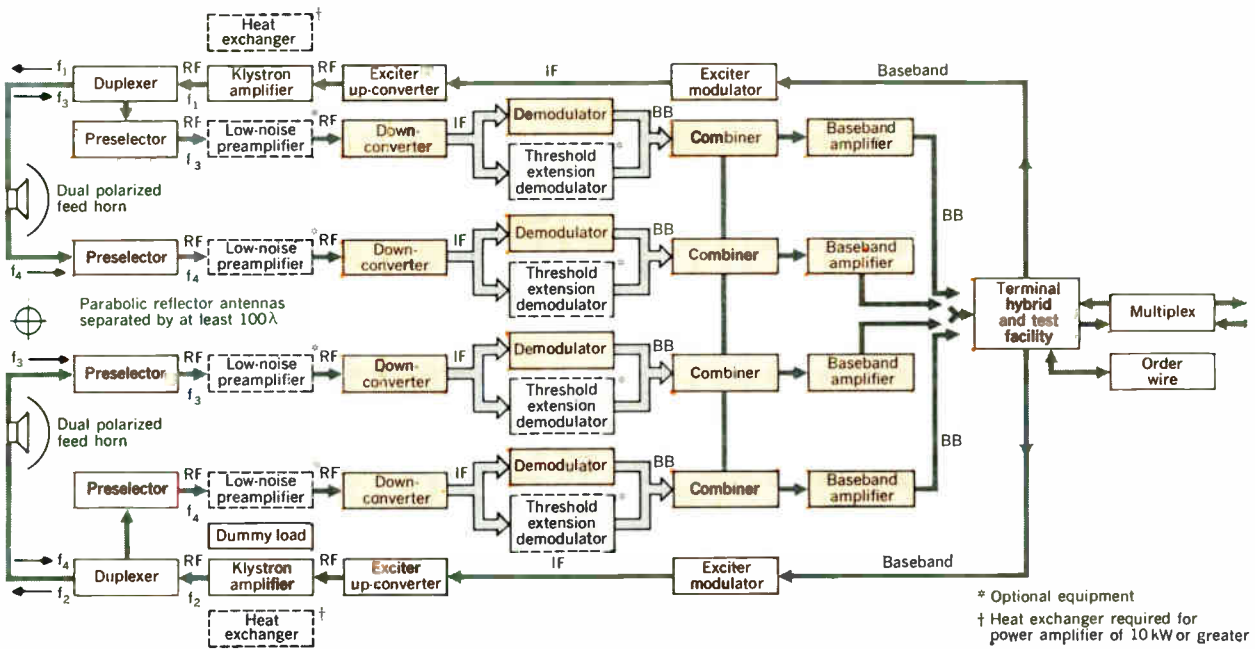 Heat exchanger †
f₁ RF RF IF Baseband
Duplexer
Klystron amplifier
Exciter up-converter
Exciter modulator
f₃ f₁
Preselector
RF
f₃
Low-noise preamplifier *
RF
Down-converter
IF
Demodulator
Threshold extension demodulator *
BB
Combiner
Baseband amplifier
BB
Dual polarized feed horn
f₄
Preselector
RF
f₄
Low-noise preamplifier *
RF
Down-converter
IF
Demodulator
Threshold extension demodulator *
BB
Combiner
Baseband amplifier
Parabolic reflector antennas separated by at least 100λ
Terminal hybrid and test facility
Multiplex
Order wire
f₃
Preselector
RF
f₃
Low-noise preamplifier *
RF
Down-converter
IF
Demodulator
Threshold extension demodulator *
BB
Combiner
Baseband amplifier
Dual polarized feed horn
BB
Preselector
RF
f₄
Low-noise preamplifier *
RF
Down-converter
IF
Demodulator
Threshold extension demodulator *
BB
Combiner
Baseband amplifier
Dummy load
f₄
f₂
Duplexer
RF
f₂
Klystron amplifier
RF
Exciter up-converter
IF
Exciter modulator
Baseband
Heat exchanger †
* Optional equipment
† Heat exchanger required for
power amplifier of 10 kW or greater